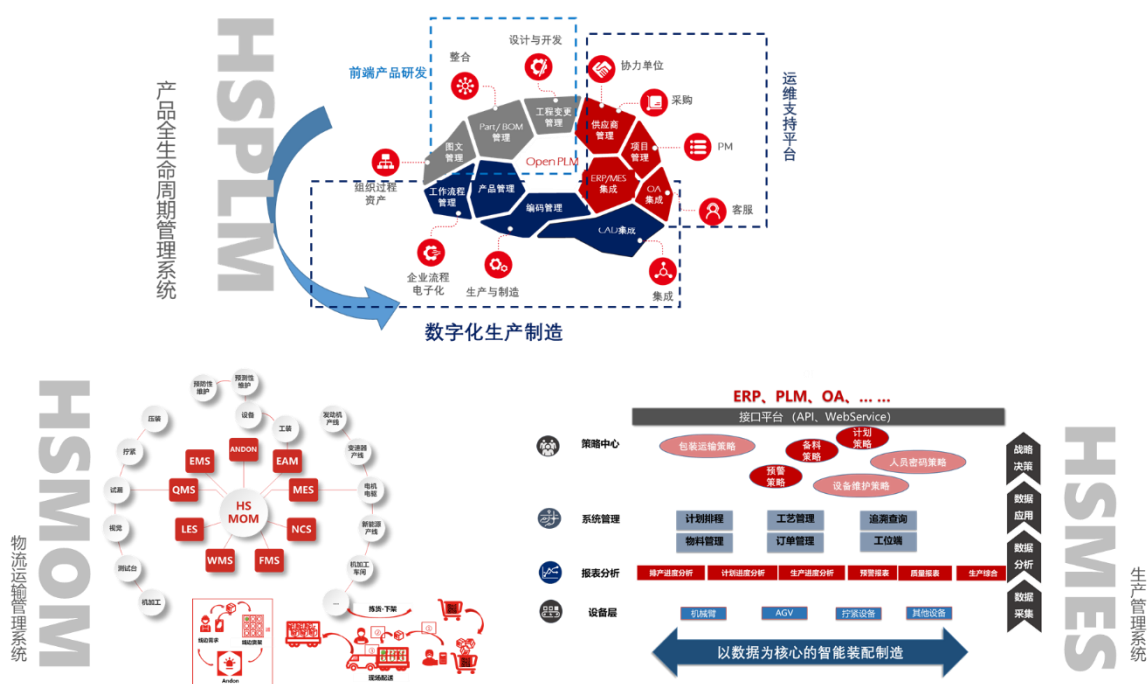 HSPLM
产品全生命周期管理系统
前端产品研发
整合
设计与开发
协力单位
采购
运维支持平台
PM
客服
集成
生产与制造
企业流程
电子化
组织过程
资产
图文
管理
Part/BOM
管理
工程变更
管理
供应商
管理
项目
管理
Open PLM
ERP/MES
集成
OA
集成
工作流程
管理
产品管理
编码管理
CAD集成
数字化生产制造
HSMOM
物流运输管理系统
预防性
维护
预测性
维护
设备
工装
压装
拧紧
试漏
视觉
测试台
机加工
发动机
产线
变速器
产线
电机
电驱
新能源
产线
机加工
车间
...
HS
MOM
ANDON
EAM
MES
NCS
FMS
WMS
LES
QMS
EMS
线边需求
线边测量
Andon
拣货-下架
现场配送
HSMES
生产管理系统
ERP、PLM、OA、... ...
接口平台 （API、WebService）
策略中心
包装运输策略
备料
策略
计划
策略
预警
策略
人员密码策略
设备维护策略
系统管理
计划排程
工艺管理
追溯查询
物料管理
订单管理
工位端
报表分析
排产进度分析
计划进度分析
生产进度分析
预警报表
质量报表
生产综合
设备层
机械臂
AGV
拧紧设备
其他设备
战略
决策
数据
应用
数据
分析
数据
采集
以数据为核心的智能装配制造